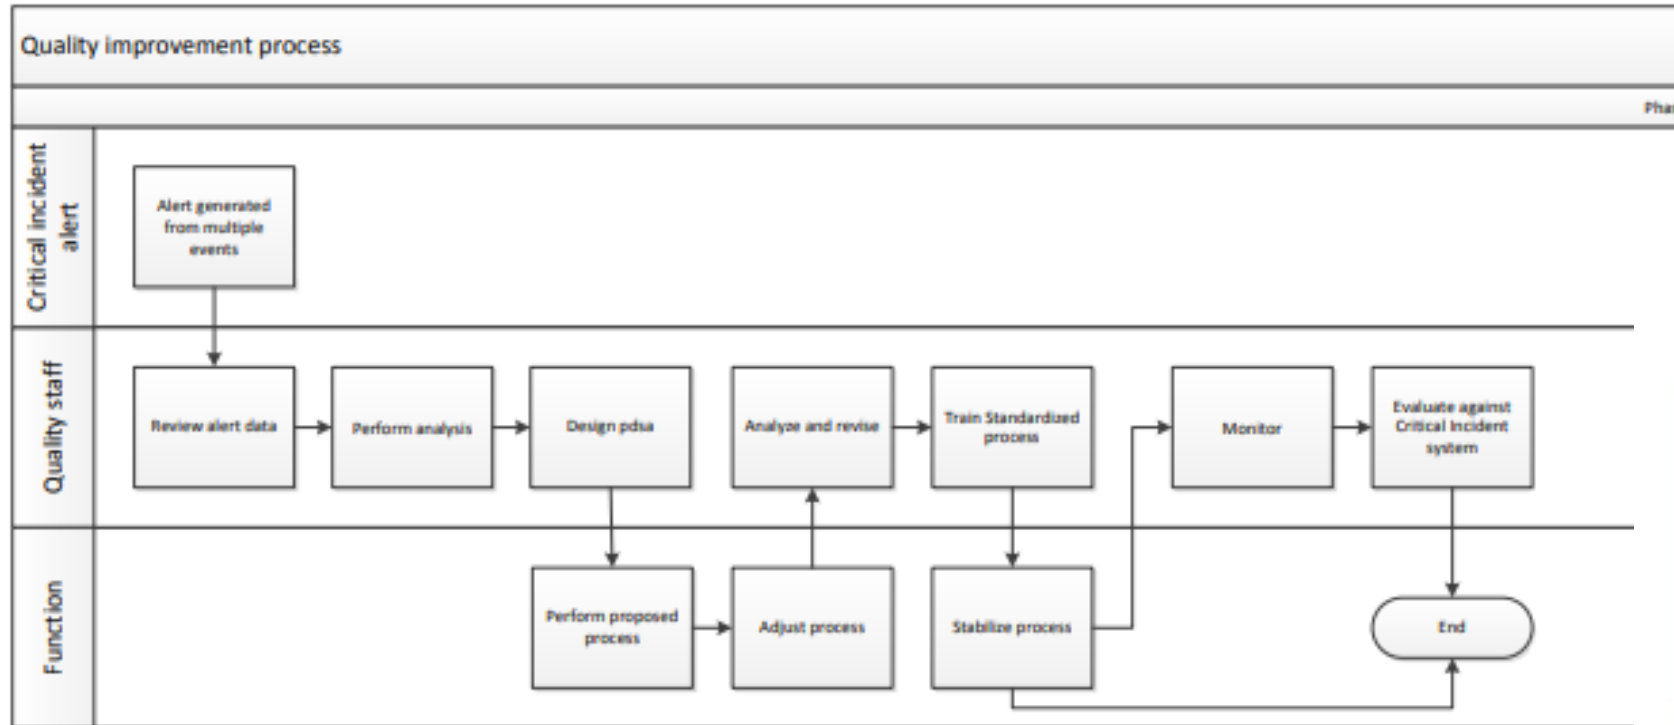 Quality improvement process
Phas
Critical incident
alert
Alert generated
from multiple
events
Quality staff
Review alert data
Perform analysis
Design pdsa
Analyze and revise
Train Standardized
process
Monitor
Evaluate against
Critical Incident
system
Function
Perform proposed
process
Adjust process
Stabilize process
End